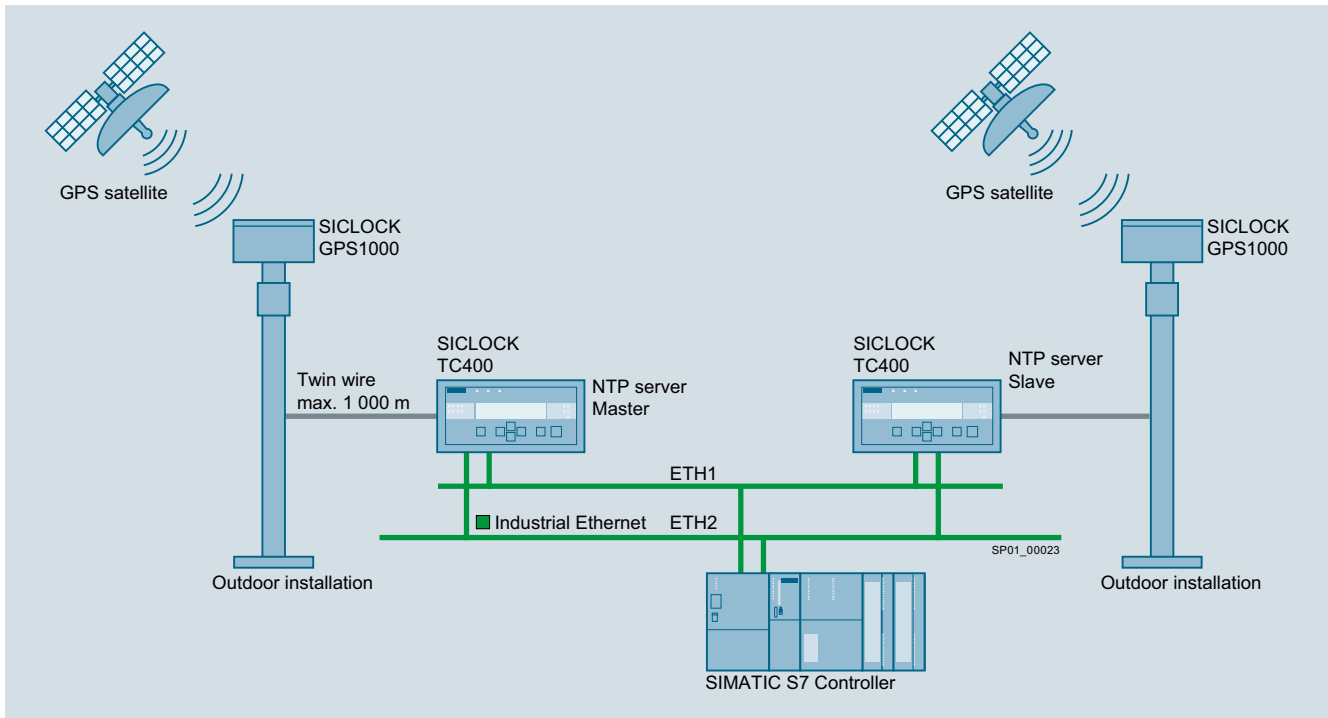 GPS satellite
SICLOCK
GPS1000
Twin wire
max. 1 000 m
Outdoor installation
SICLOCK
TC400
NTP server
Master
ETH1
Industrial Ethernet
ETH2
SICLOCK
TC400
NTP server
Slave
GPS satellite
SICLOCK
GPS1000
SP01_00023
Outdoor installation
SIMATIC S7 Controller